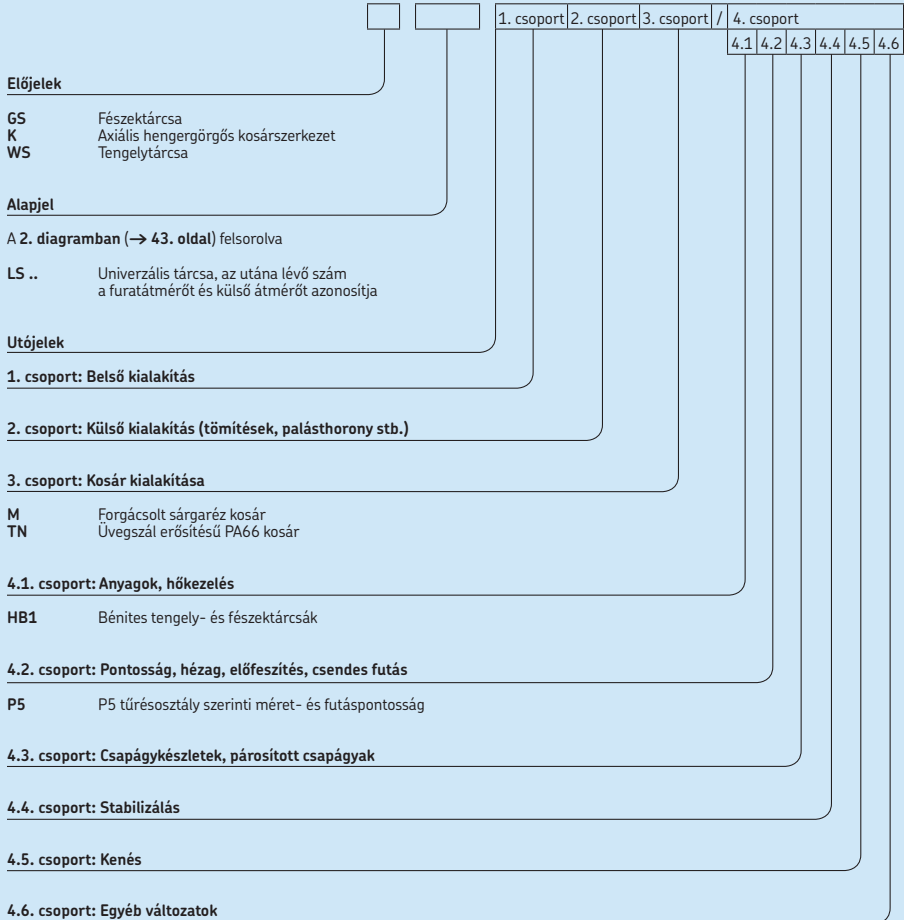 1. csoport 2. csoport 3. csoport / 4. csoport
4.1 4.2 4.3 4.4 4.5 4.6
Előjelek
GS Fészektárcsa
K Axiális hengergörgős kosárszerkezet
WS Tengelytárcsa
Alapjel
A 2. diagramban (→ 43. oldal) felsorolva
LS .. Univerzális tárcsa, az utána lévő szám
a furatátmérőt és külső átmérőt azonosítja
Utójelek
1. csoport: Belső kialakítás
2. csoport: Külső kialakítás (tömítések, palásthorony stb.)
3. csoport: Kosár kialakítása
M Forgácsolt sárgaréz kosár
TN Üvegszál erősítésű PA66 kosár
4.1. csoport: Anyagok, hőkezelés
HB1 Bénites tengely- és fészektárcsák
4.2. csoport: Pontosság, hézag, előfeszítés, csendes futás
P5 P5 tűrésosztály szerinti méret- és futáspontosság
4.3. csoport: Csapágykészletek, párosított csapágyak
4.4. csoport: Stabilizálás
4.5. csoport: Kenés
4.6. csoport: Egyéb változatok